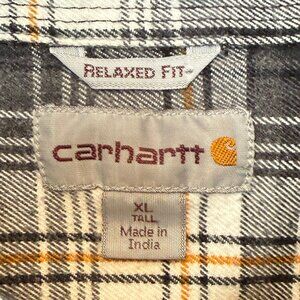 RELAXED FIT
carhartt
XL
TALL
Made in
India